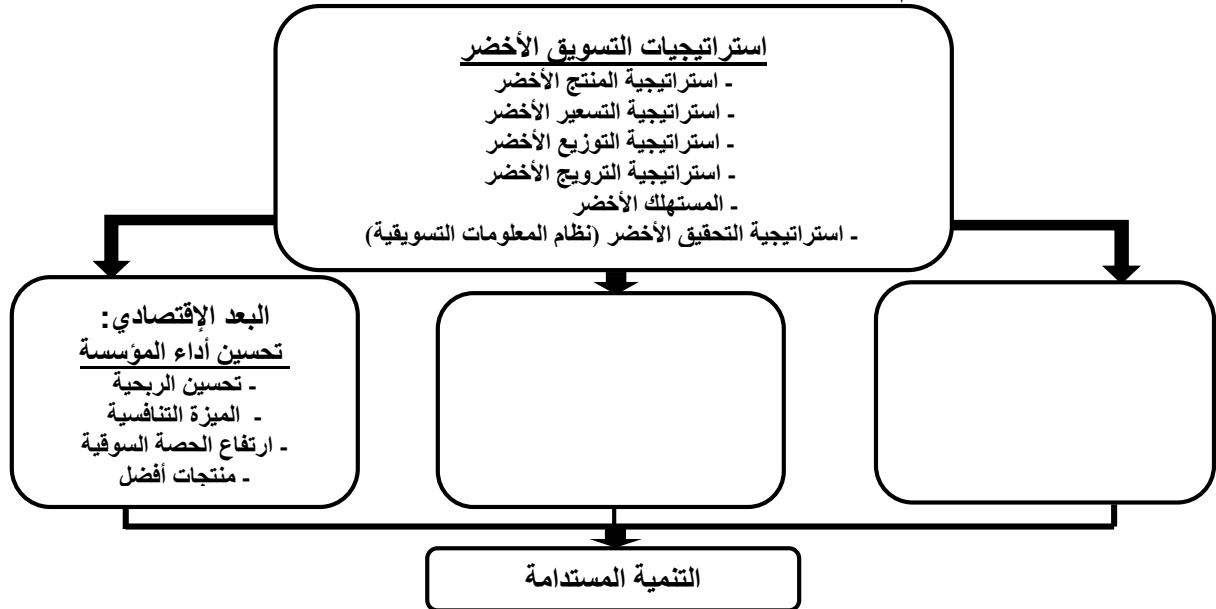 استراتيجيات التسويق الأخضر
- استراتيجية المنتج الأخضر
- استراتيجية التسعير الأخضر
- استراتيجية التوزيع الأخضر
- استراتيجية الترويج الأخضر
- المستهلك الأخضر
- استراتيجية التحقيق الأخضر (نظام المعلومات التسويقية)
البعد الإقتصادي:
تحسين أداء المؤسسة
- تحسين الربحية
- الميزة التنافسية
- ارتفاع الحصة السوقية
- منتجات أفضل
التنمية المستدامة